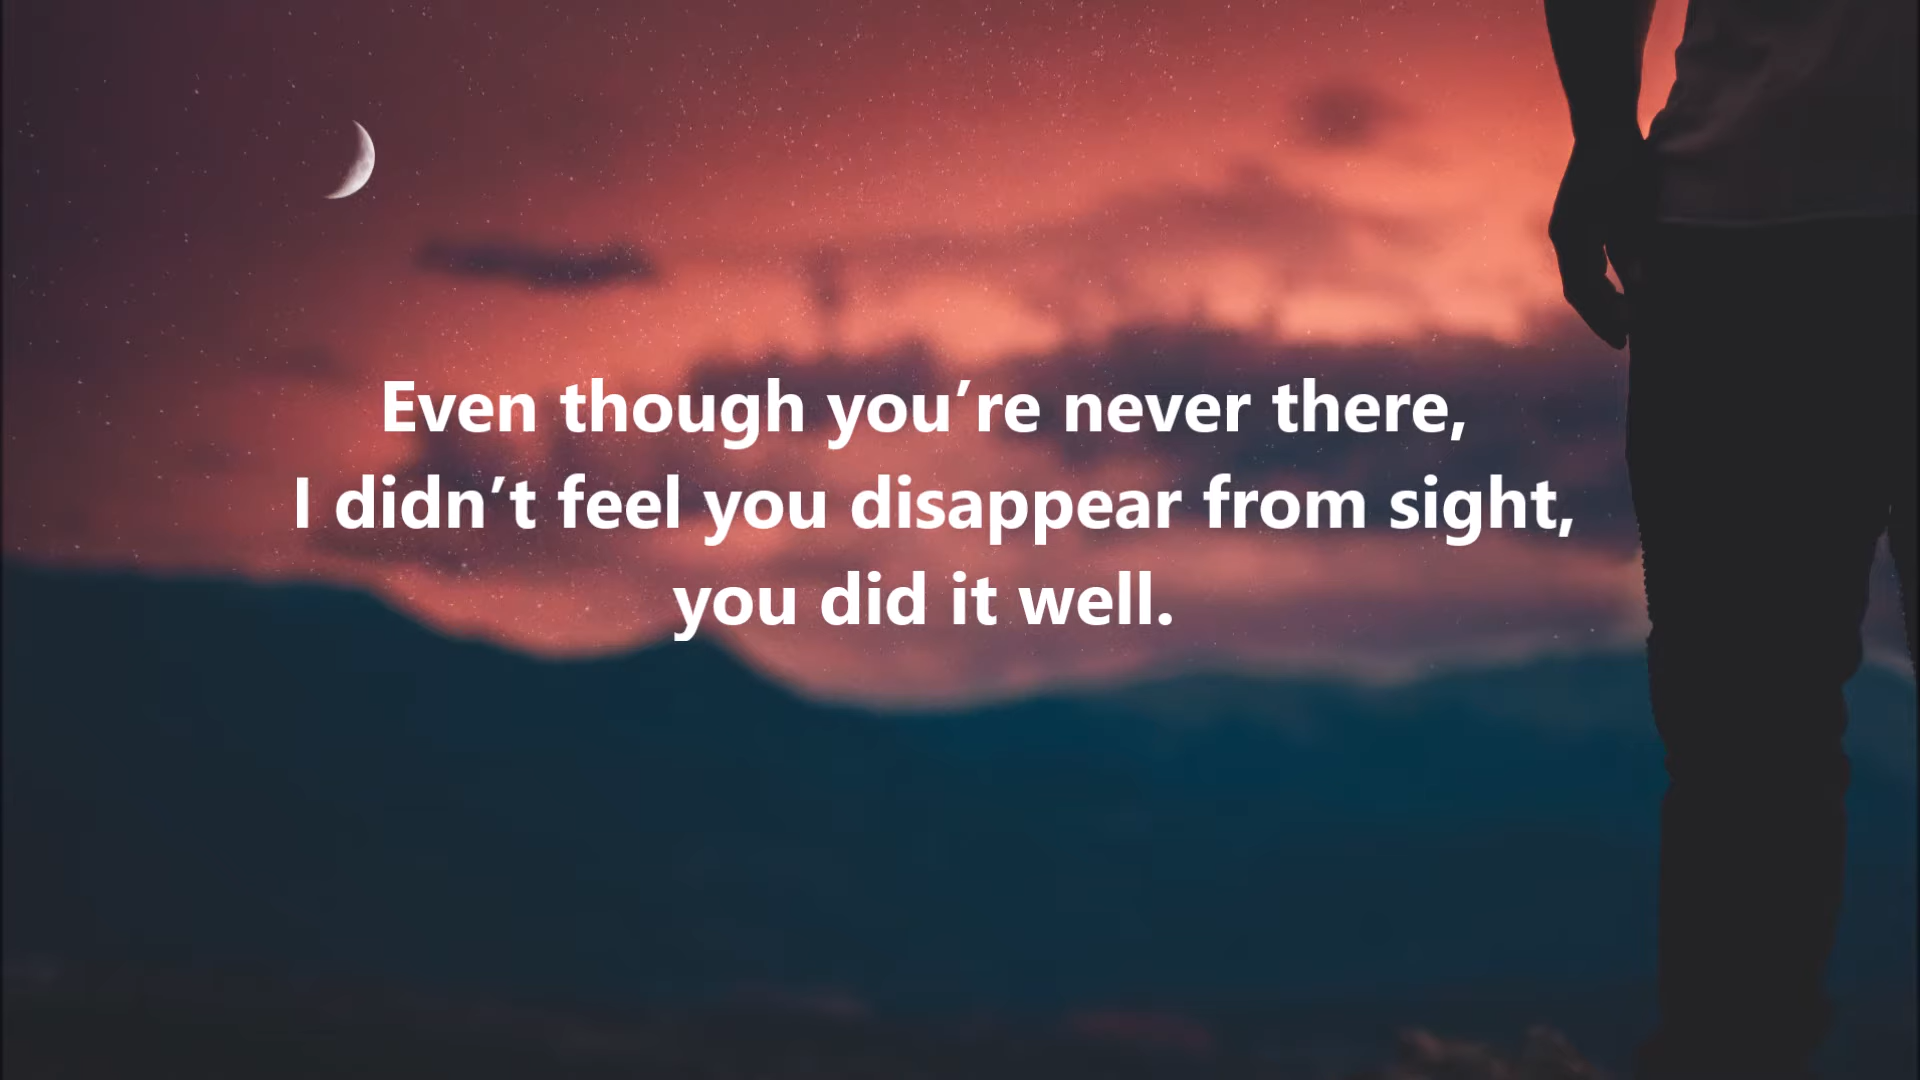 Even though you’re never there,
I didn’t feel you disappear from sight,
you did it well.